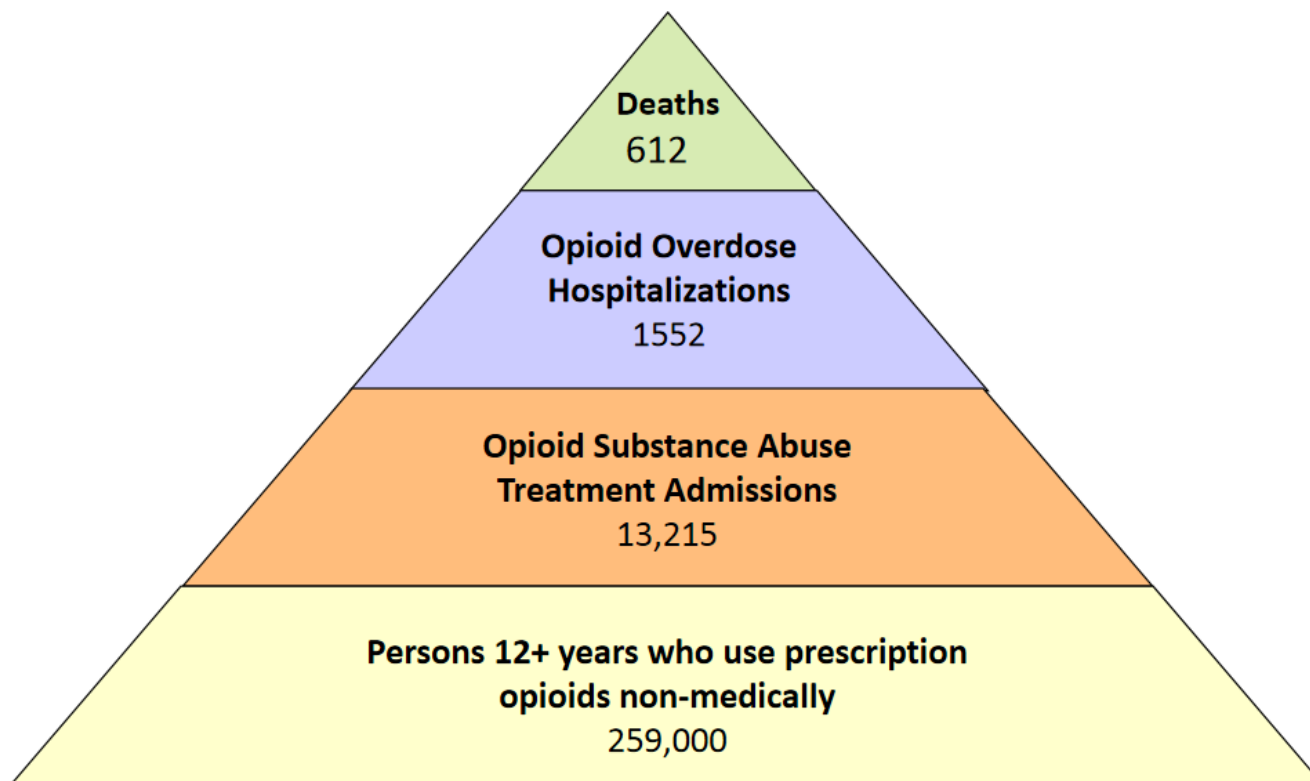 Deaths
612
Opioid Overdose
Hospitalizations
1552
Opioid Substance Abuse
Treatment Admissions
13,215
Persons 12+ years who use prescription
opioids non-medically
259,000